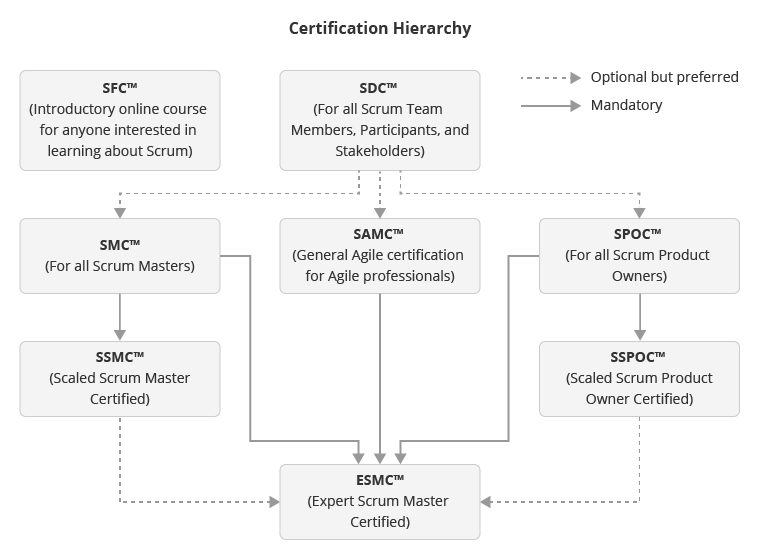 Certification Hierarchy
SFC™
(Introductory online course
for anyone interested in
learning about Scrum)
SDC™
(For all Scrum Team
Members, Participants, and
Stakeholders)
Optional but preferred
Mandatory
SMC™
(For all Scrum Masters)
SAMC™
(General Agile certification
for Agile professionals)
SPOC™
(For all Scrum Product
Owners)
SSMC™
(Scaled Scrum Master
Certified)
SSPOC™
(Scaled Scrum Product
Owner Certified)
ESMC™
(Expert Scrum Master
Certified)